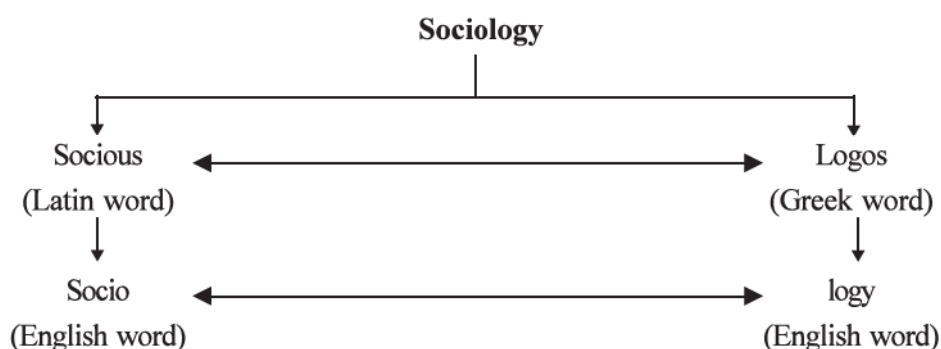 Sociology
Socious Logos
(Latin word) (Greek word)
Socio logy
(English word) (English word)